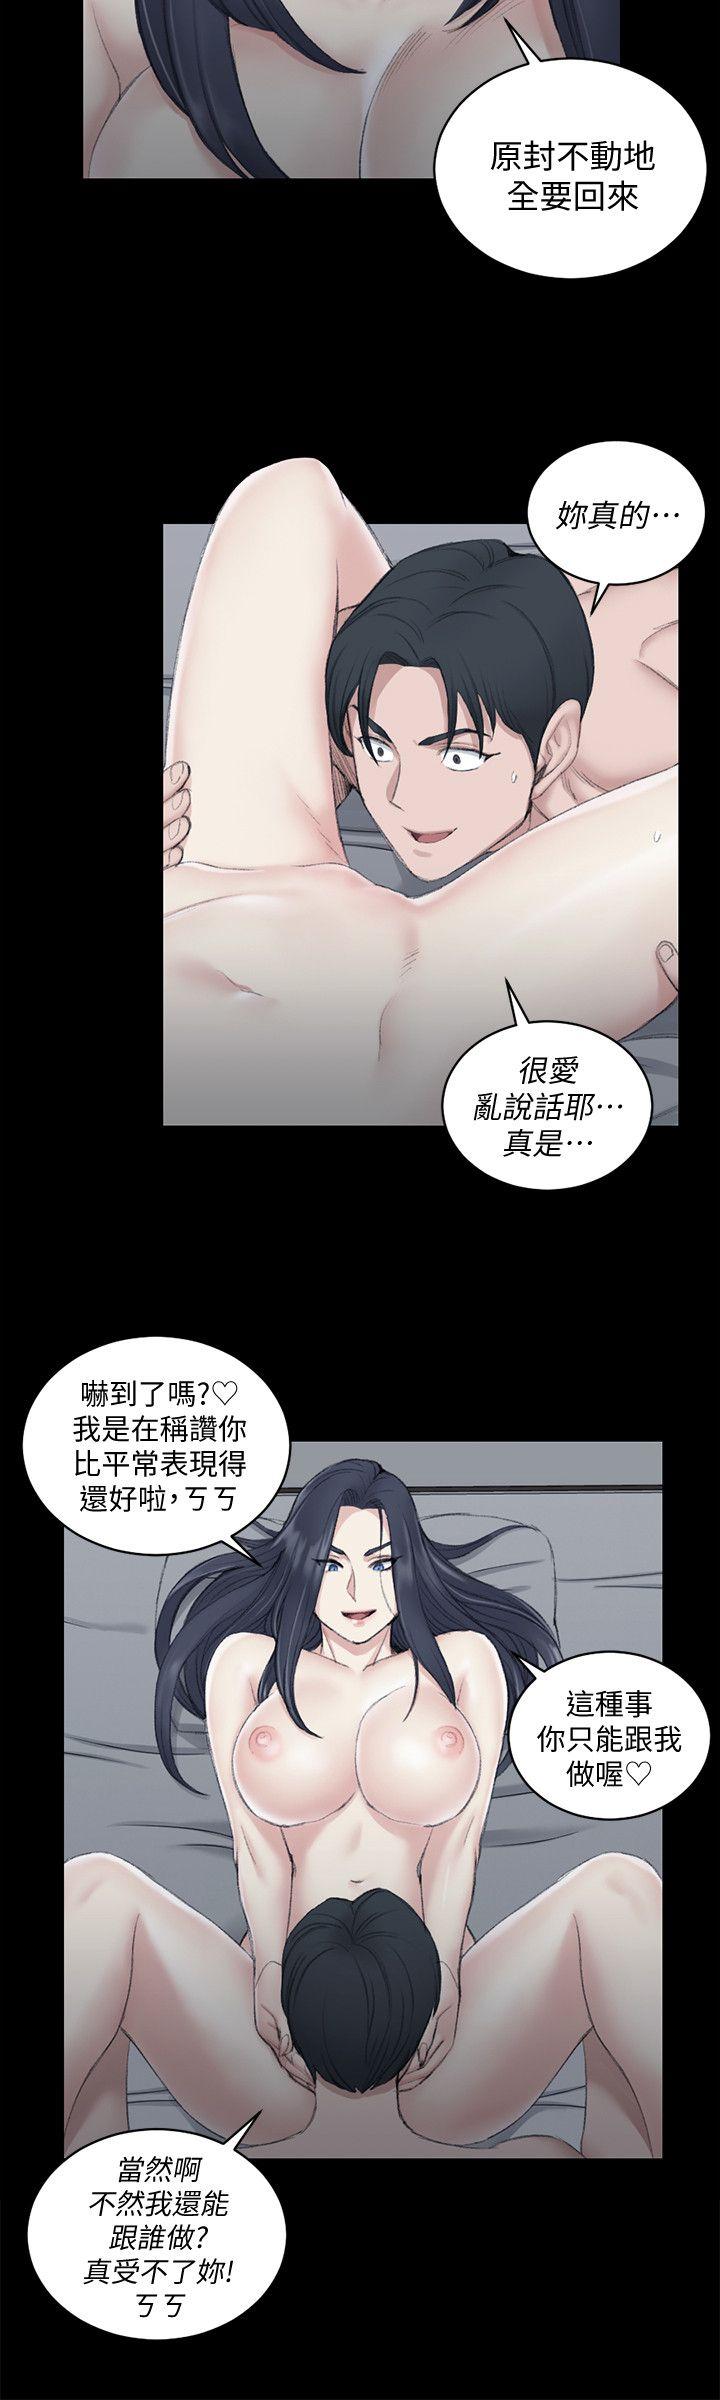 原封不動地
全要回來
妳真的⋯
很愛
亂說話耶⋯
真是⋯
嚇到了嗎?♡
我是在稱讚你
比平常表現得
還好啦，ㄎㄎ
這種事
你只能跟我
做喔♡
當然啊
不然我還能
跟誰做?
真受不了妳!
ㄎㄎ